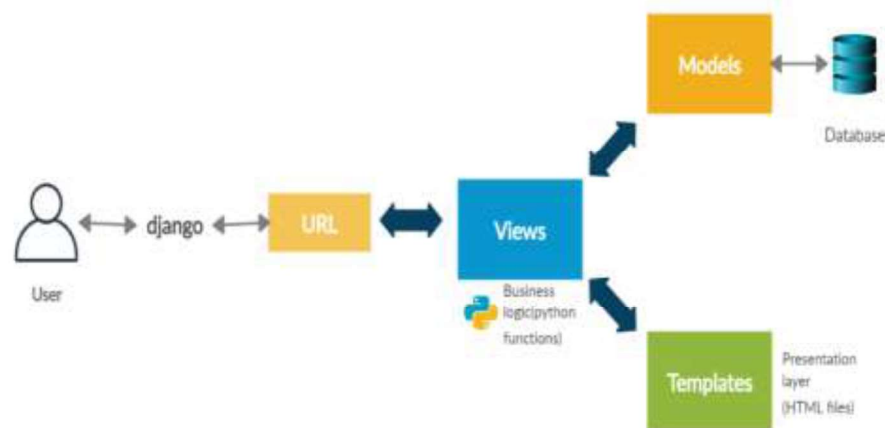 Models
Database
User
django
URL
Views
Business
logic(python
functions)
Templates
Presentation
layer
(HTML files)